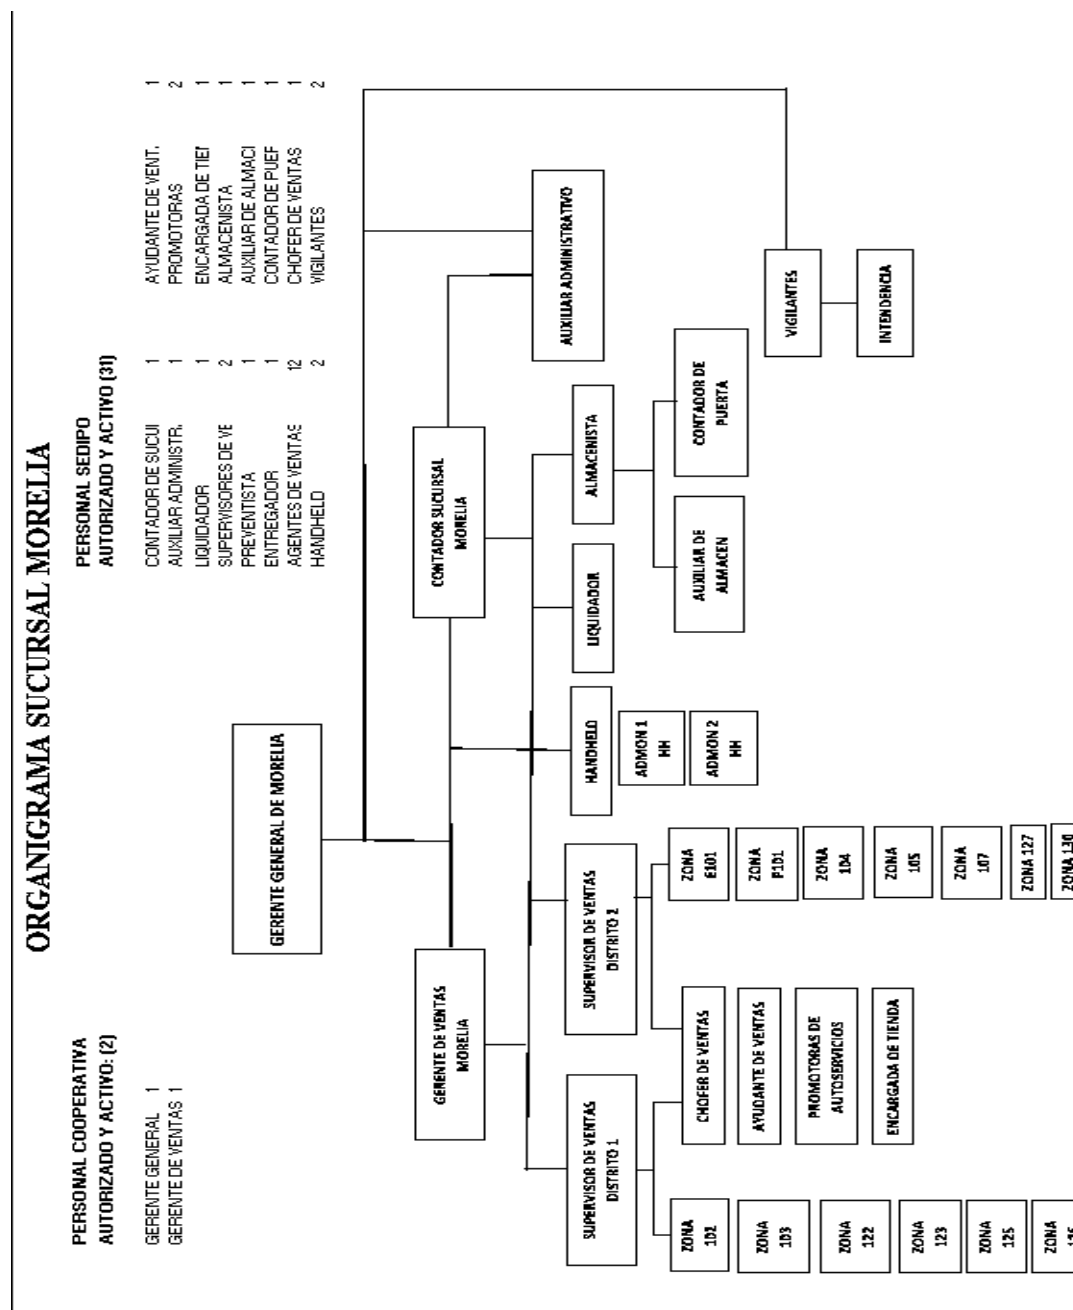 ORGANIGRAMA SUCURSAL MORELIA
PERSONAL COOPERATIVA
AUTORIZADO Y ACTIVO: (2)
GERENTE GENERAL 1
GERENTE DE VENTAS 1
PERSONAL SEDIPO
AUTORIZADO Y ACTIVO (31)
CONTADOR DE SUCUI 1
AUXILIAR ADMINISTR. 1
LIQUIDADOR 1
SUPERVISORES DE VE 2
PREVENTISTA 1
ENTREGADOR 1
AGENTES DE VENTAS 12
HANDHELD 2
AYUDANTE DE VENT. 1
PROMOTORAS 2
ENCARGADA DE TIEI 1
ALMACENISTA 1
AUXILIAR DE ALMACI 1
CONTADOR DE PUEF 1
CHOFER DE VENTAS 1
VIGILANTES 2
GERENTE GENERAL DE MORELIA
GERENTE DE VENTAS
MORELIA
CONTADOR SUCURSAL
MORELIA
AUXILIAR ADMINISTRATIVO
SUPERVISOR DE VENTAS
DISTRITO 1
SUPERVISOR DE VENTAS
DISTRITO 2
HANDHELD
LIQUIDADOR
ALMACENISTA
ADMON 1
HH
ADMON 2
HH
AUXILIAR DE
ALMACEN
CONTADOR DE
PUERTA
VIGILANTES
INTENDENCIA
ZONA
102
ZONA
103
ZONA
122
ZONA
123
ZONA
125
ZONA
CHOFER DE VENTAS
AYUDANTE DE VENTAS
PROMOTORAS DE
AUTOSERVICIOS
ENCARGADA DE TIENDA
ZONA
E101
ZONA
P101
ZONA
104
ZONA
105
ZONA
107
ZONA 127
ZONA 130